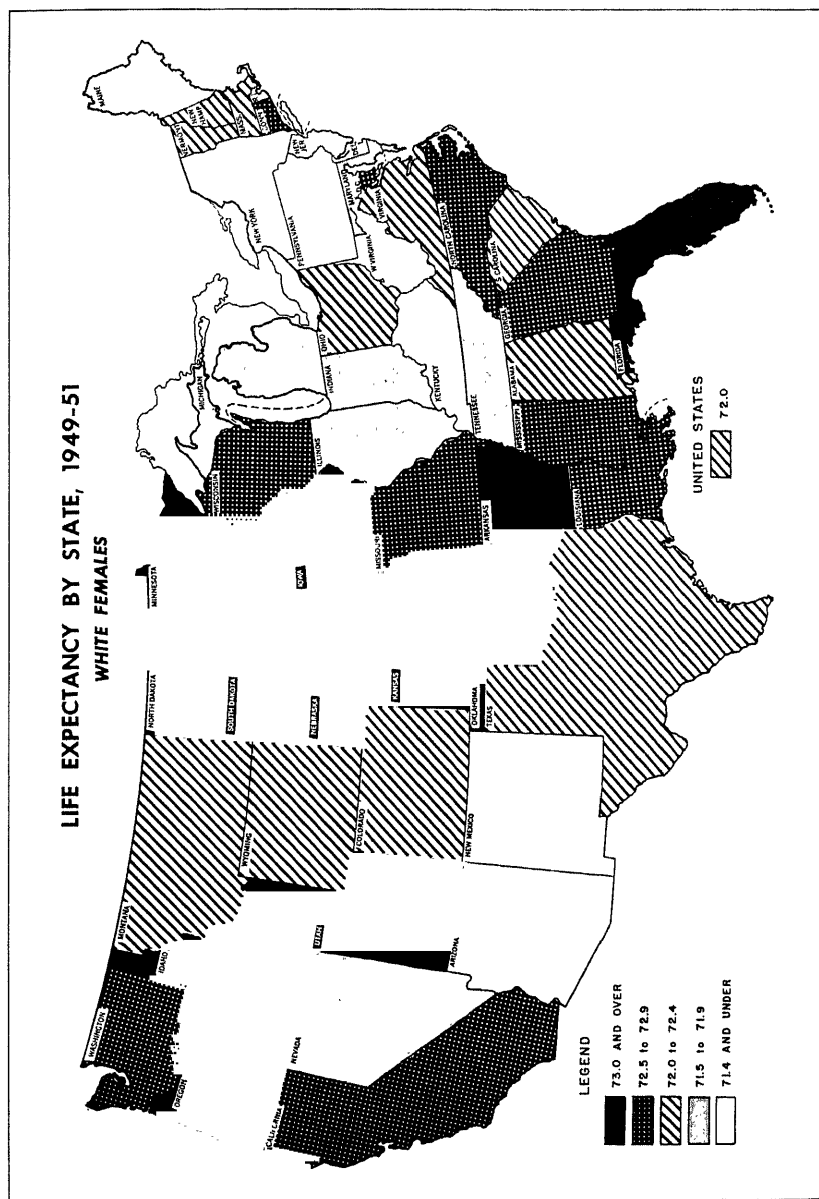 LIFE EXPECTANCY BY STATE, 1949-51
WHITE FEMALES
WASHINGTON
OREGON
CALIFORNIA
NEVADA
IDAHO
MONTANA
WYOMING
UTAH
COLORADO
ARIZONA
NEW MEXICO
NORTH DAKOTA
SOUTH DAKOTA
NEBRASKA
KANSAS
OKLAHOMA
TEXAS
MINNESOTA
IOWA
MISSOURI
ARKANSAS
LOUISIANA
WISCONSIN
ILLINOIS
MICHIGAN
INDIANA
OHIO
KENTUCKY
TENNESSEE
MISSISSIPPI
ALABAMA
GEORGIA
FLORIDA
S CAROLINA
NORTH CAROLINA
VIRGINIA
W VIRGINIA
MARYLAND
DEL
PENNSYLVANIA
NEW JER
NEW YORK
CONN
MASS
VERMONT
NEW HAMP
MAINE
LEGEND
73.0 AND OVER
72.5 to 72.9
72.0 to 72.4
71.5 to 71.9
71.4 AND UNDER
UNITED STATES
72.0